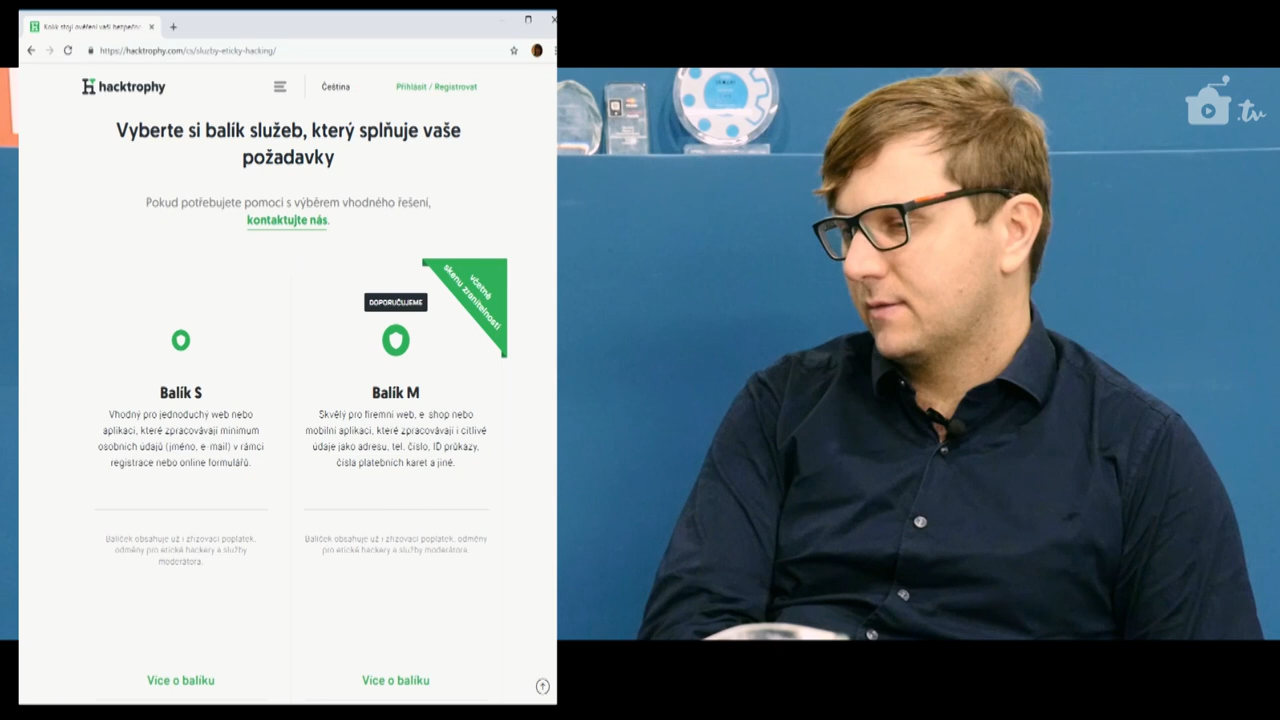 https://hacktrophy.com/cs/sluzby-eticky-hacking/
hacktrophy
Čeština
Přihlásit / Registrovat
Vyberte si balík služeb, který splňuje vaše
požadavky
Pokud potřebujete pomoci s výběrem vhodného řešení,
kontaktujte nás.
včetně
skenu zranitelností
DOPORUČUJEME
Balík S
Vhodný pro jednoduchý web nebo
aplikaci, které zpracovávají minimum
osobních údajů (jméno, e-mail) v rámci
registrace nebo online formulářů.
Balíček obsahuje už i zřizovací poplatek,
odměny pro etické hackery a služby
moderátora.
Více o balíku
Balík M
Skvělý pro firemní web, e-shop nebo
mobilní aplikaci, které zpracovávají i citlivé
údaje jako adresu, tel. číslo, ID průkazy,
čísla platebních karet a jiné.
Balíček obsahuje už i zřizovací poplatek, odměny
pro etické hackery a služby moderátora.
Více o balíku
.tv